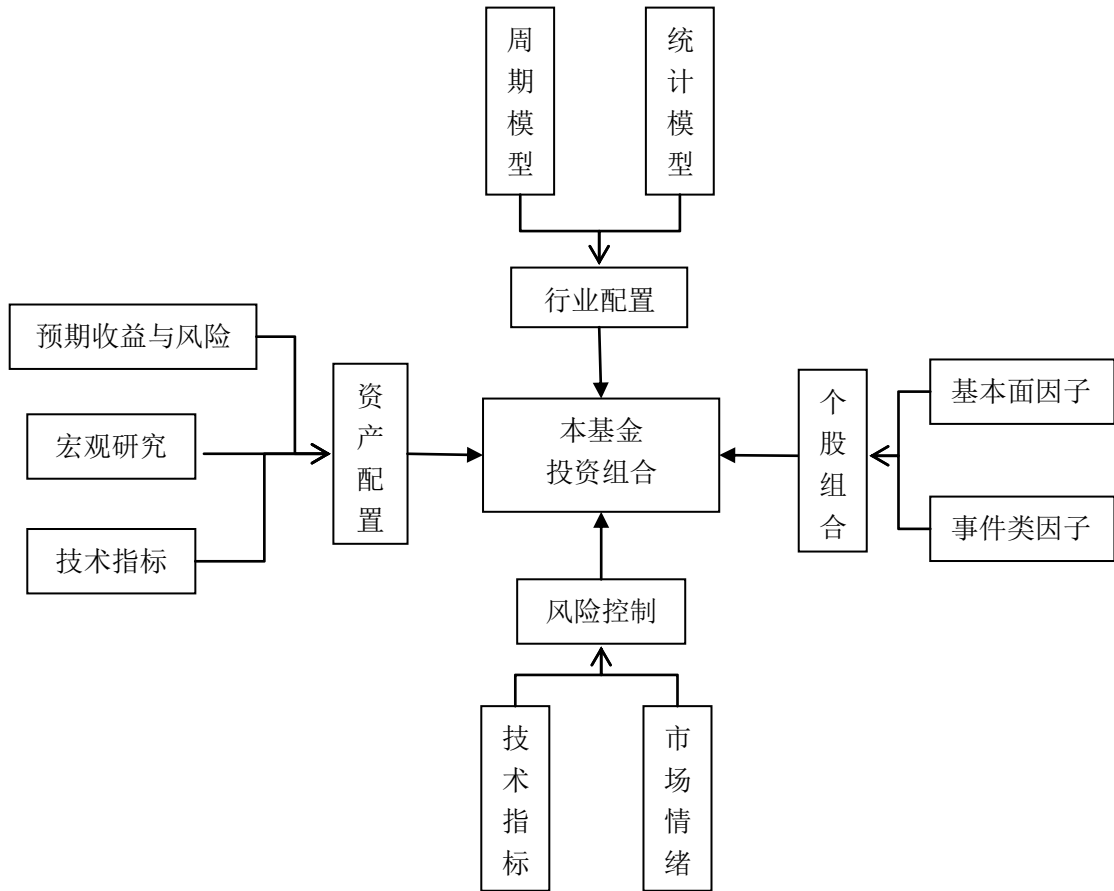 周期模型
统计模型
行业配置
预期收益与风险
宏观研究
技术指标
资产配置
本基金
投资组合
个股组合
基本面因子
事件类因子
风险控制
技术指标
市场情绪